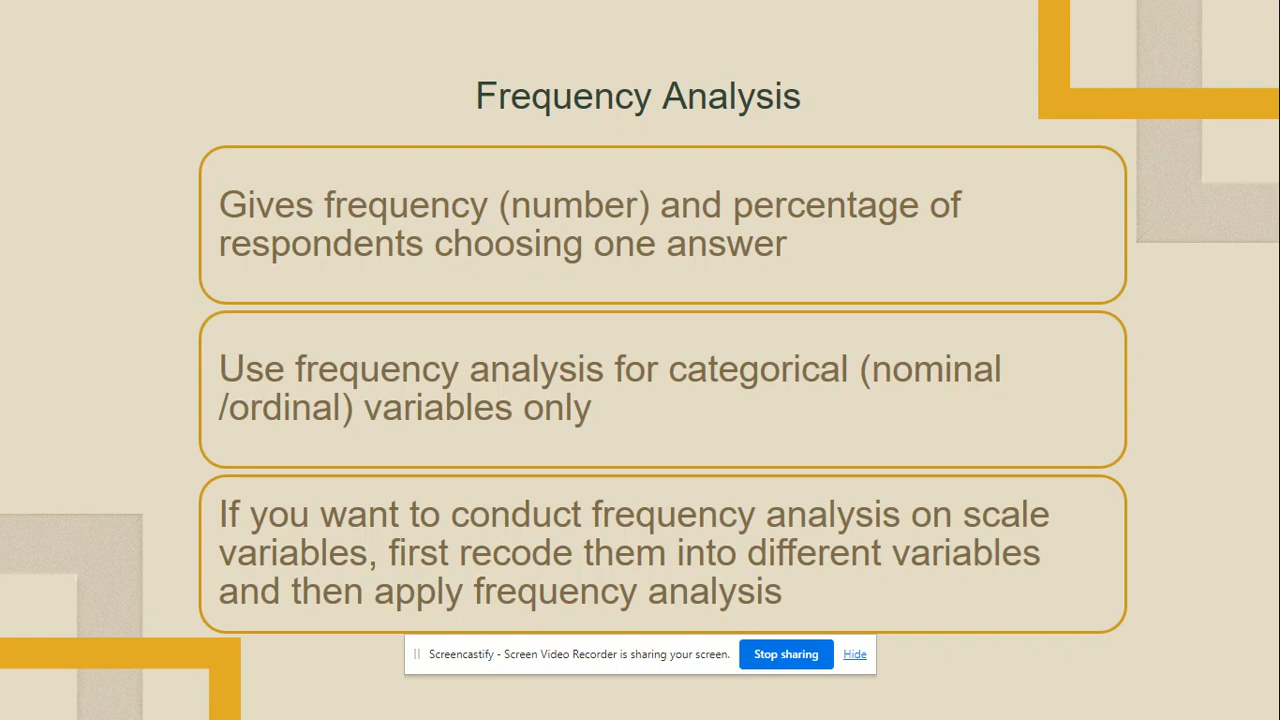 Frequency Analysis
Gives frequency (number) and percentage of
respondents choosing one answer
Use frequency analysis for categorical (nominal
/ordinal) variables only
If you want to conduct frequency analysis on scale
variables, first recode them into different variables
and then apply frequency analysis
Screencastify - Screen Video Recorder is sharing your screen. Stop sharing Hide